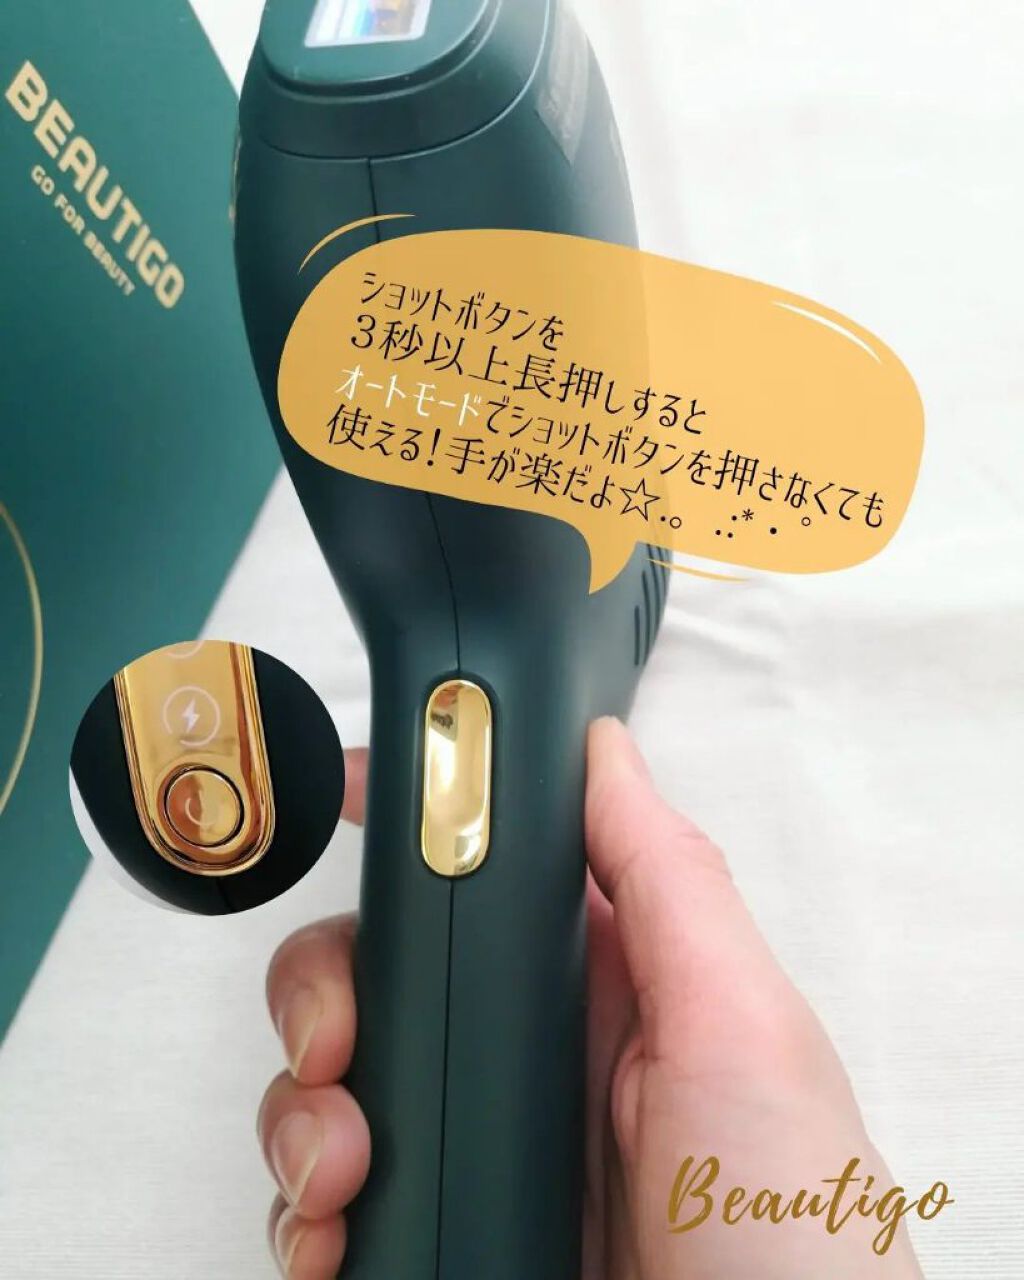 BEAUTIGO
GO FOR BEAUTY
ショットボタンを
3秒以上長押しすると
オートモードでショットボタンを押さなくても
使える!手が楽だよ☆.。.:*・゜
Beautigo